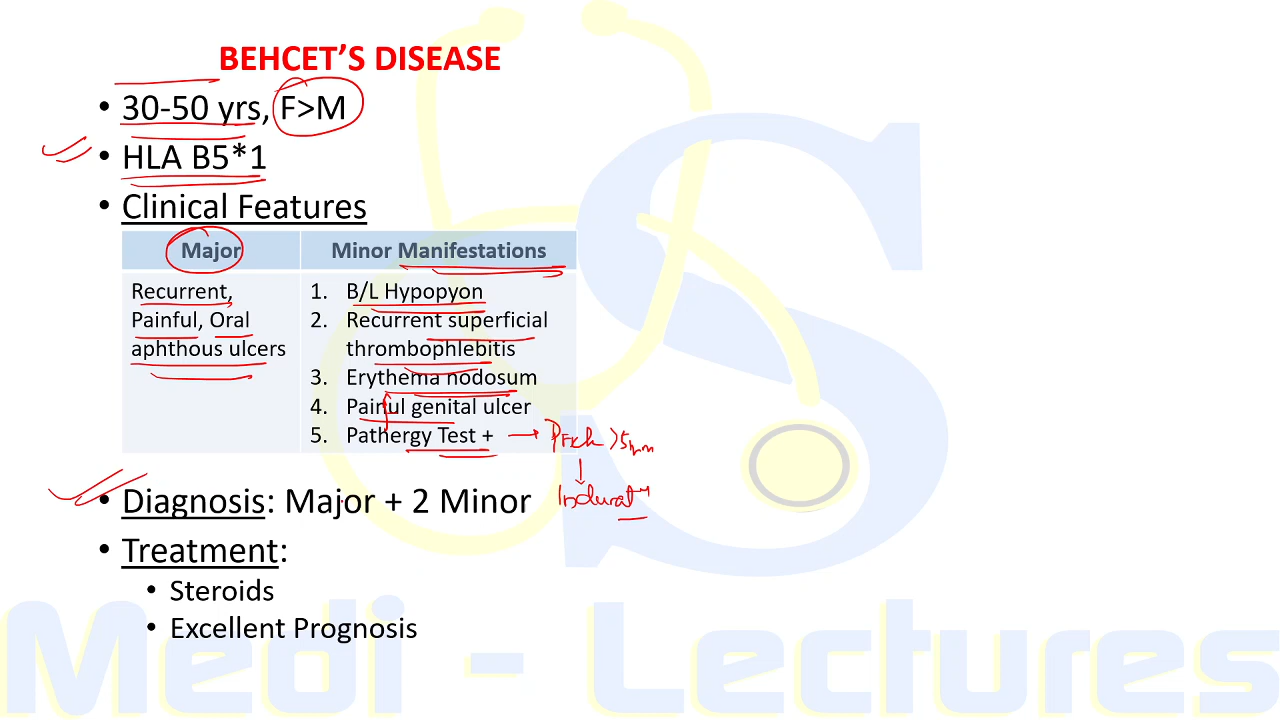 BEHCET’S DISEASE
• 30-50 yrs, F>M
• HLA B5*1
• Clinical Features
Major
Minor Manifestations
Recurrent,
Painful, Oral
aphthous ulcers
1. B/L Hypopyon
2. Recurrent superficial
thrombophlebitis
3. Erythema nodosum
4. Painul genital ulcer
5. Pathergy Test +
>5mm
• Diagnosis: Major + 2 Minor
• Treatment:
• Steroids
• Excellent Prognosis
Medi - Lectures